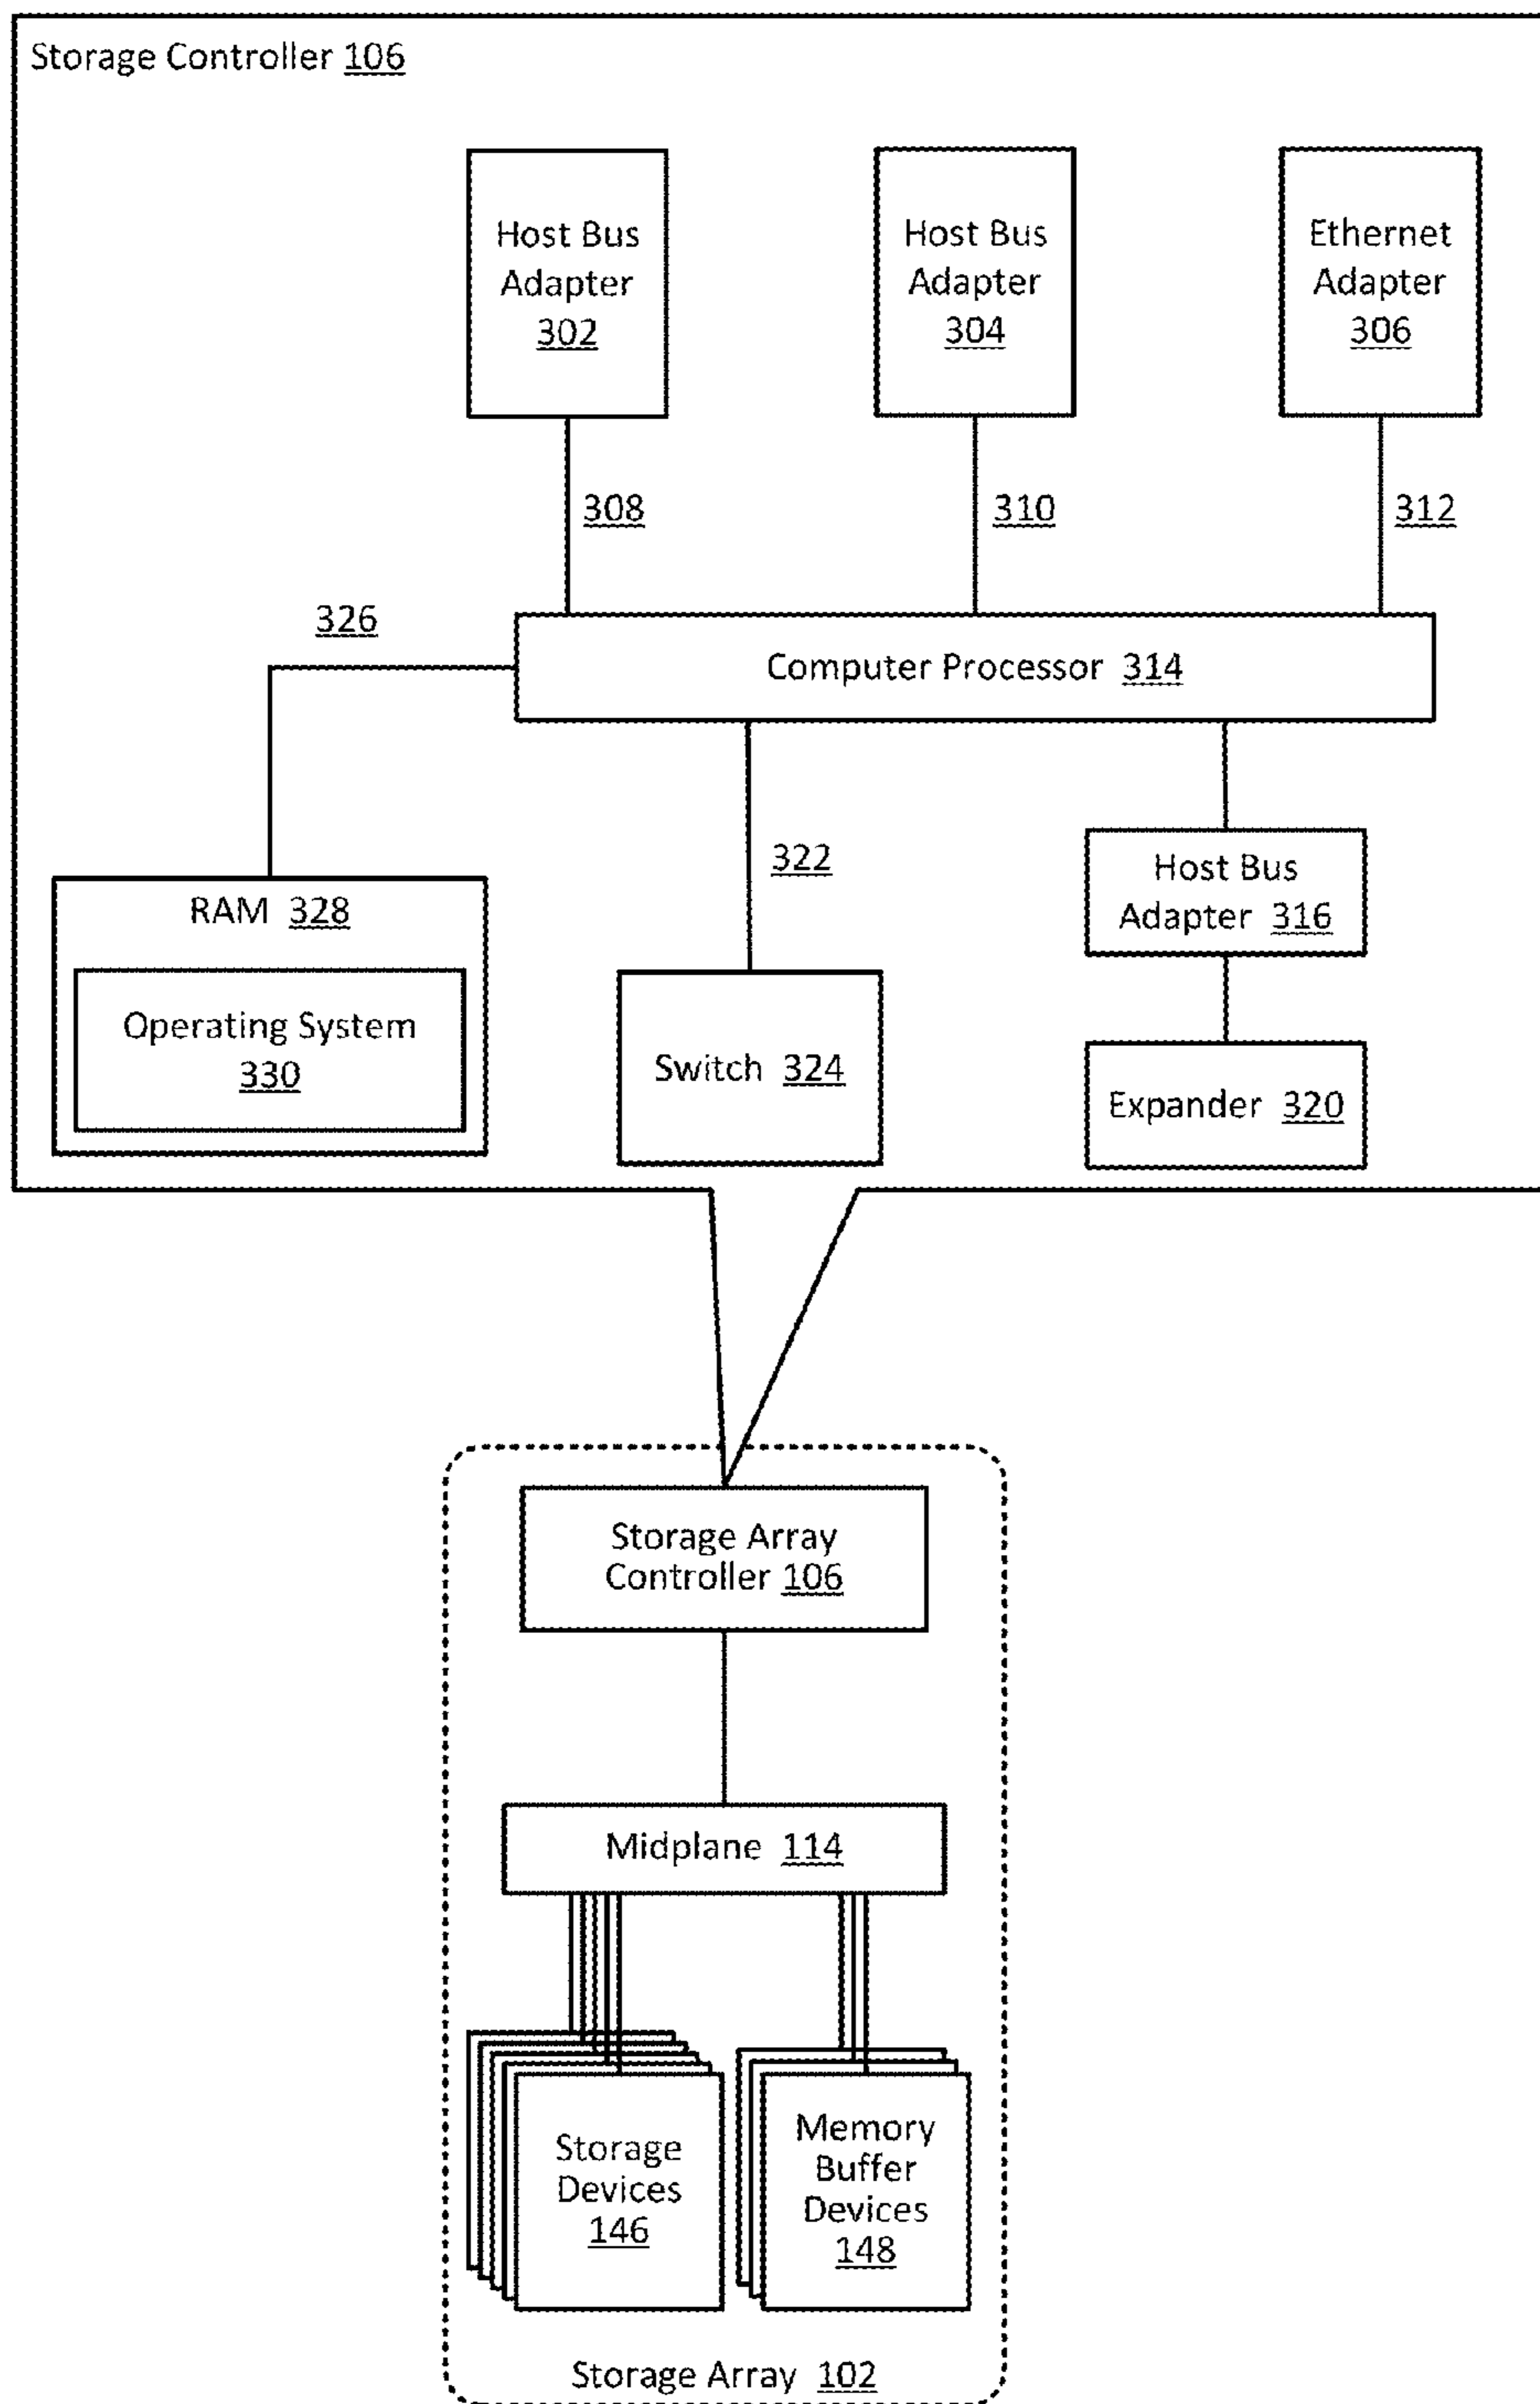 Storage Controller 106
Host Bus
Adapter
302
Host Bus
Adapter
304
Ethernet
Adapter
306
308
310
312
326
Computer Processor 314
322
Host Bus
Adapter 316
RAM 328
Operating System
330
Switch 324
Expander 320
Storage Array
Controller 106
Midplane 114
Storage
Devices
146
Memory
Buffer
Devices
148
Storage Array 102